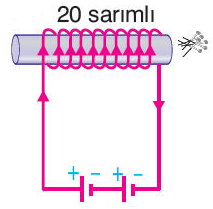 20 sarımlı
+ - + -